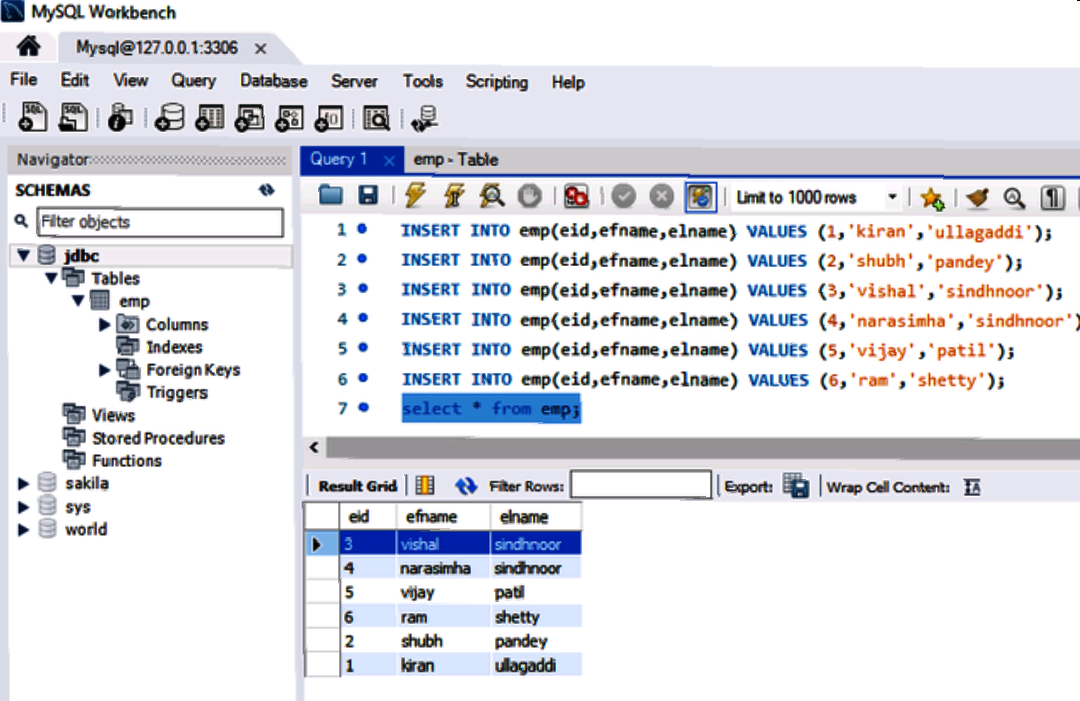 MySQL Workbench
Mysql@127.0.0.1:3306
File Edit View Query Database Server Tools Scripting Help
Navigator
SCHEMAS
Filter objects
jdbc
Tables
emp
Columns
Indexes
Foreign Keys
Triggers
Views
Stored Procedures
Functions
sakila
sys
world
Query 1 emp - Table
Limit to 1000 rows
1 INSERT INTO emp(eid,efname,elname) VALUES (1,'kiran','ullagaddi');
2 INSERT INTO emp(eid,efname,elname) VALUES (2,'shubh','pandey');
3 INSERT INTO emp(eid,efname,elname) VALUES (3,'vishal','sindhnoor');
4 INSERT INTO emp(eid,efname,elname) VALUES (4,'narasimha','sindhnoor')
5 INSERT INTO emp(eid,efname,elname) VALUES (5,'vijay','patil');
6 INSERT INTO emp(eid,efname,elname) VALUES (6,'ram','shetty');
7 select * from emp;
Result Grid Filter Rows: Export: Wrap Cell Content:
eid efname elname
3 vishal sindhnoor
4 narasimha sindhnoor
5 vijay patil
6 ram shetty
2 shubh pandey
1 kiran ullagaddi